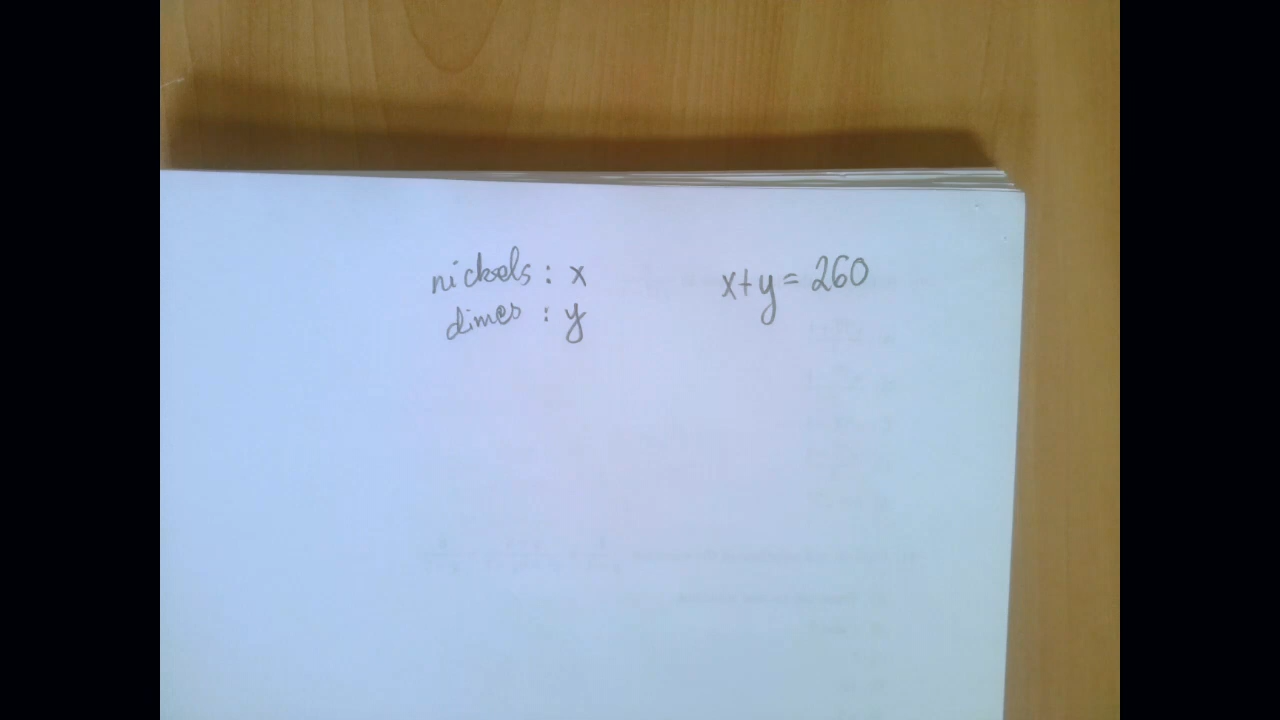 nickels : x
dimes : y
x+y = 260